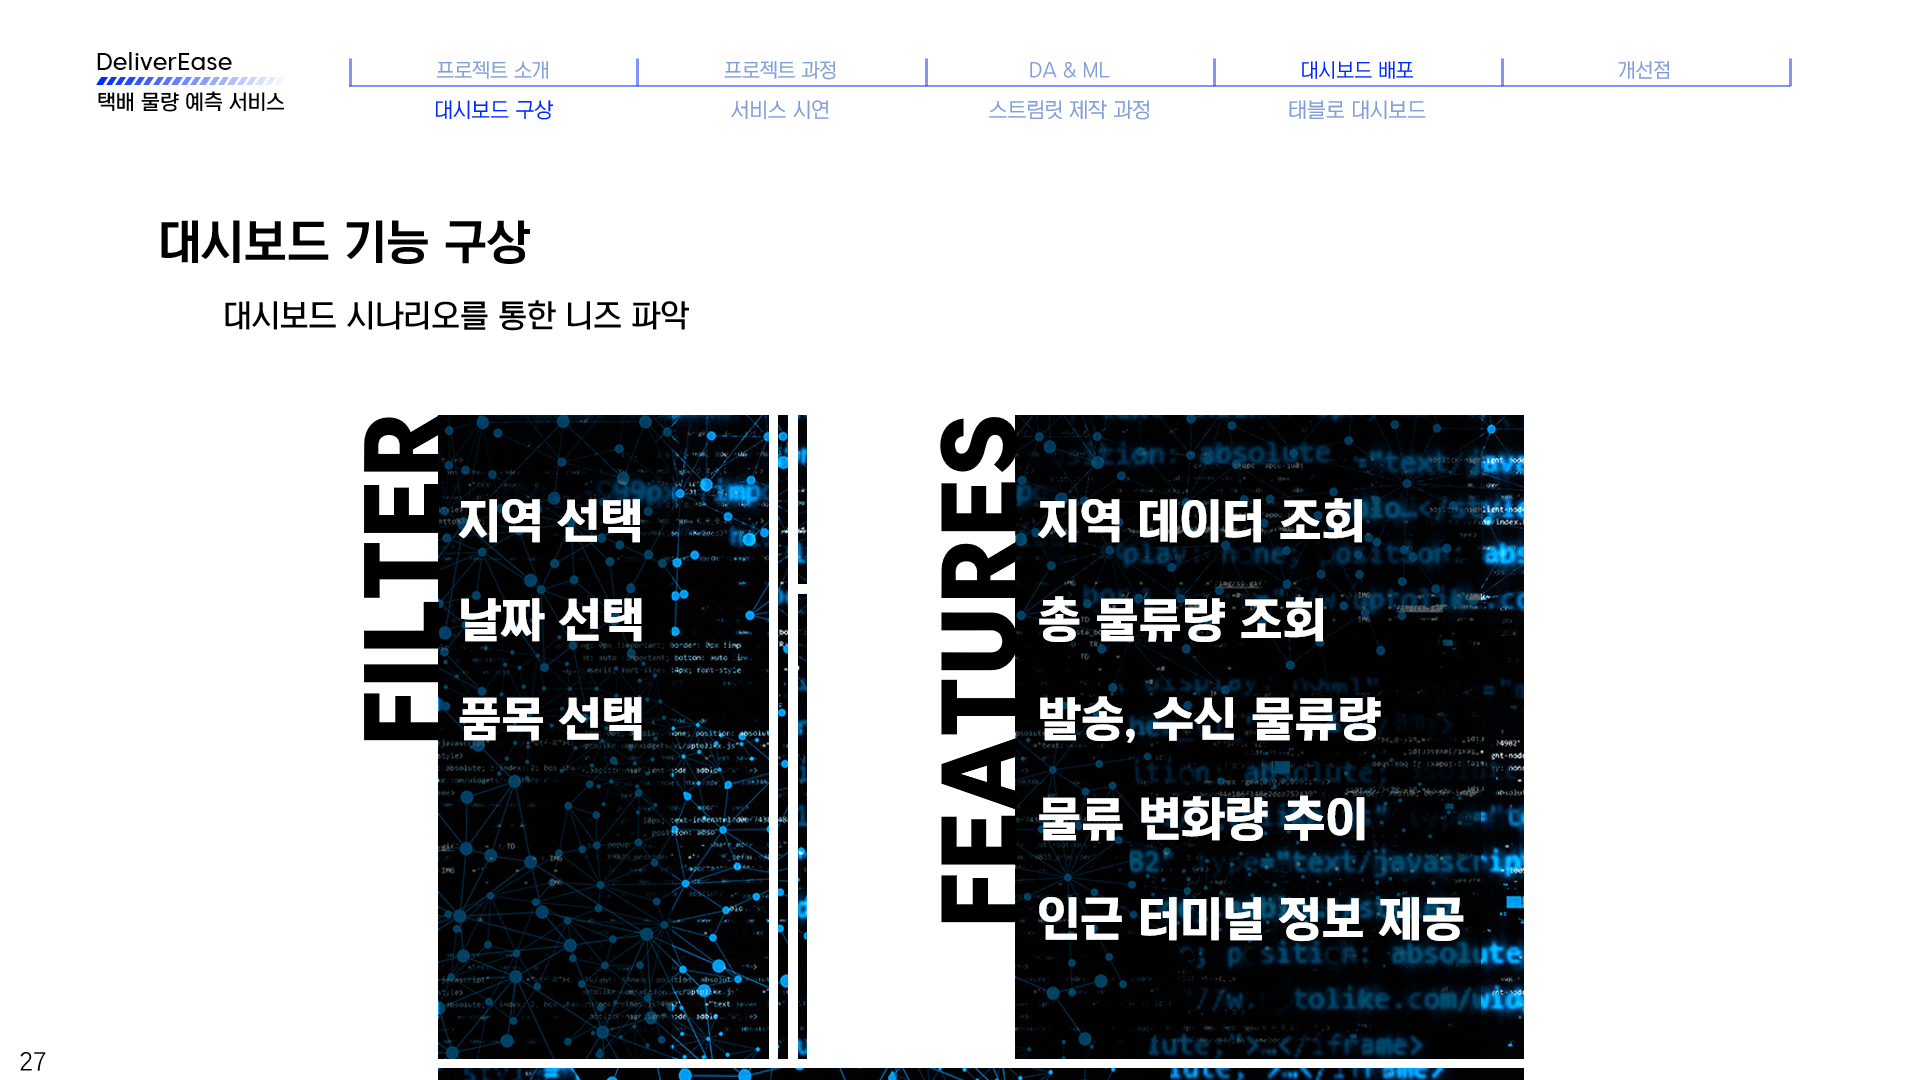 DeliverEase
택배 물량 예측 서비스
프로젝트 소개
프로젝트 과정
DA & ML
대시보드 배포
개선점
대시보드 구상
서비스 시연
스트림릿 제작 과정
태블로 대시보드
대시보드 기능 구상
대시보드 시나리오를 통한 니즈 파악
FILTER
지역 선택
날짜 선택
품목 선택
FEATURES
지역 데이터 조회
총 물류량 조회
발송, 수신 물류량
물류 변화량 추이
인근 터미널 정보 제공
27